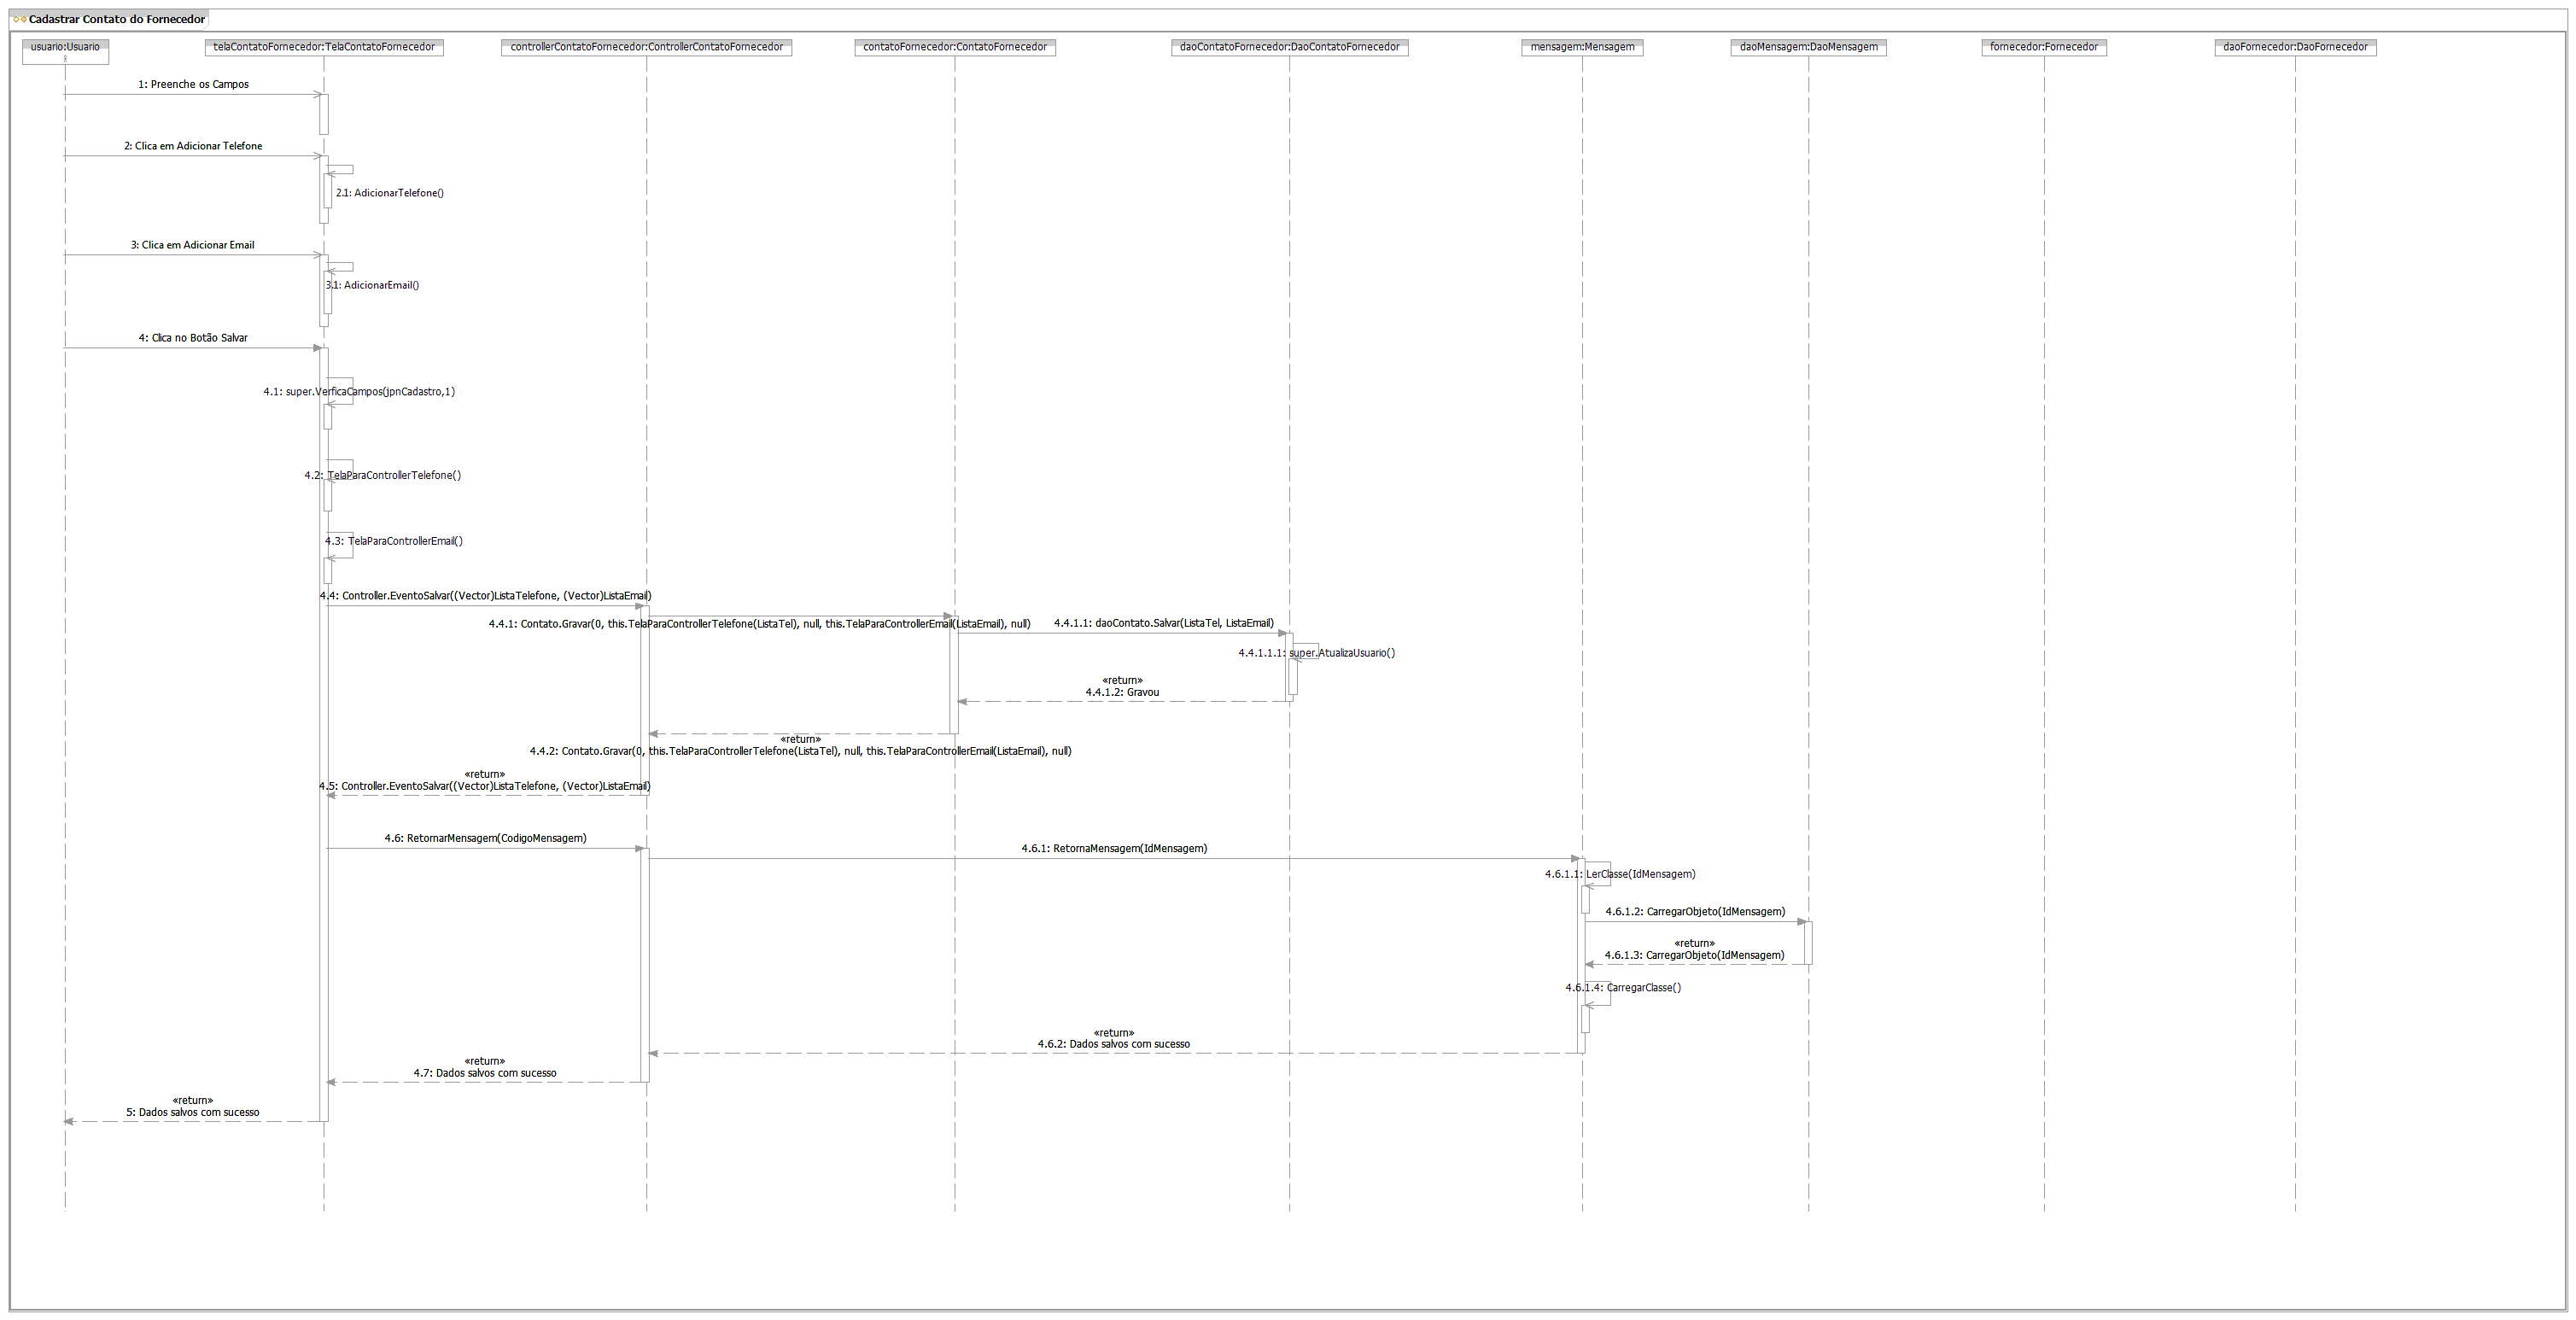 Cadastrar Contato do Fornecedor
usuario:Usuario
telaContatoFornecedor:TelaContatoFornecedor
controllerContatoFornecedor:ControllerContatoFornecedor
contatoFornecedor:ContatoFornecedor
daoContatoFornecedor:DaoContatoFornecedor
mensagem:Mensagem
daoMensagem:DaoMensagem
fornecedor:Fornecedor
daoFornecedor:DaoFornecedor
1: Preenche os Campos
2: Clica em Adicionar Telefone
2.1: AdicionarTelefone()
3: Clica em Adicionar Email
3.1: AdicionarEmail()
4: Clica no Botão Salvar
4.1: super.VerficaCampos(jpnCadastro,1)
4.2: TelaParaControllerTelefone()
4.3: TelaParaControllerEmail()
4.4: Controller.EventoSalvar((Vector)ListaTelefone, (Vector)ListaEmail)
4.4.1: Contato.Gravar(0, this.TelaParaControllerTelefone(ListaTel), null, this.TelaParaControllerEmail(ListaEmail), null)
4.4.1.1: daoContato.Salvar(ListaTel, ListaEmail)
4.4.1.1.1: super.AtualizaUsuario()
«return»
4.4.1.2: Gravou
«return»
4.4.2: Contato.Gravar(0, this.TelaParaControllerTelefone(ListaTel), null, this.TelaParaControllerEmail(ListaEmail), null)
«return»
4.5: Controller.EventoSalvar((Vector)ListaTelefone, (Vector)ListaEmail)
4.6: RetornarMensagem(CodigoMensagem)
4.6.1: RetornaMensagem(IdMensagem)
4.6.1.1: LerClasse(IdMensagem)
4.6.1.2: CarregarObjeto(IdMensagem)
«return»
4.6.1.3: CarregarObjeto(IdMensagem)
4.6.1.4: CarregarClasse()
«return»
4.6.2: Dados salvos com sucesso
«return»
4.7: Dados salvos com sucesso
«return»
5: Dados salvos com sucesso